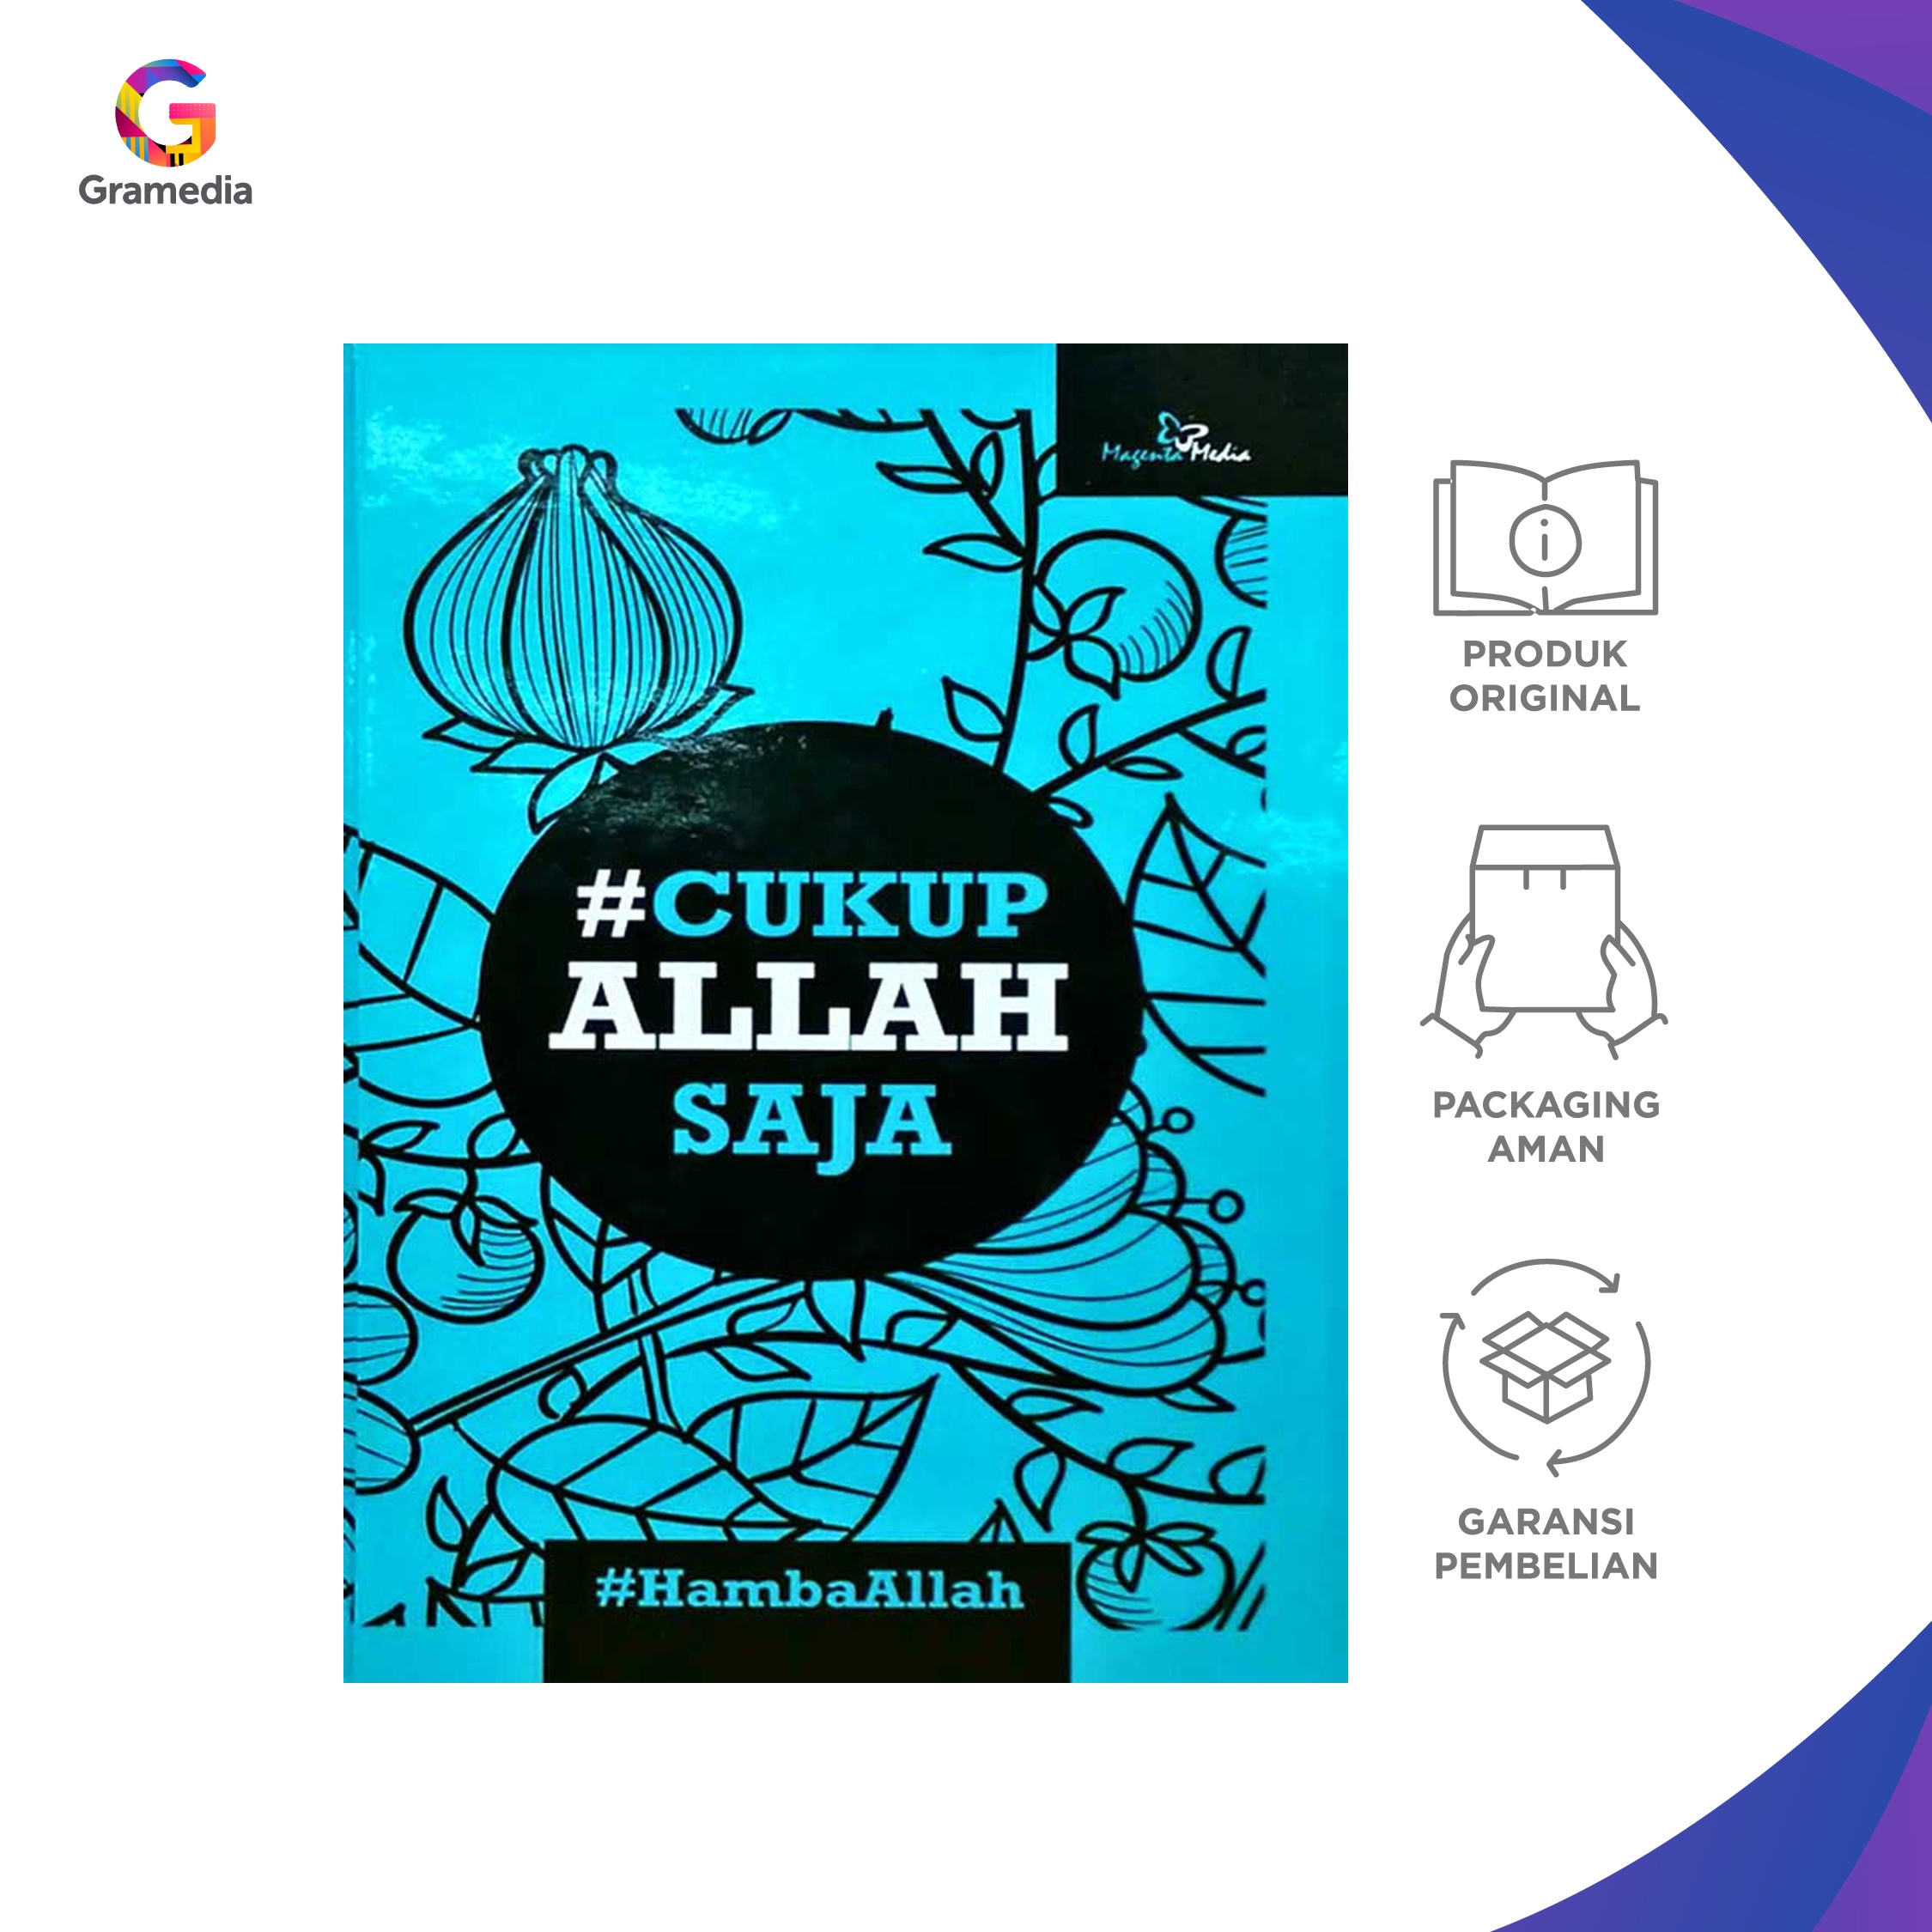 Gramedia
Magenta Media
#CUKUP
ALLAH
SAJA
#HambaAllah
PRODUK
ORIGINAL
PACKAGING
AMAN
GARANSI
PEMBELIAN